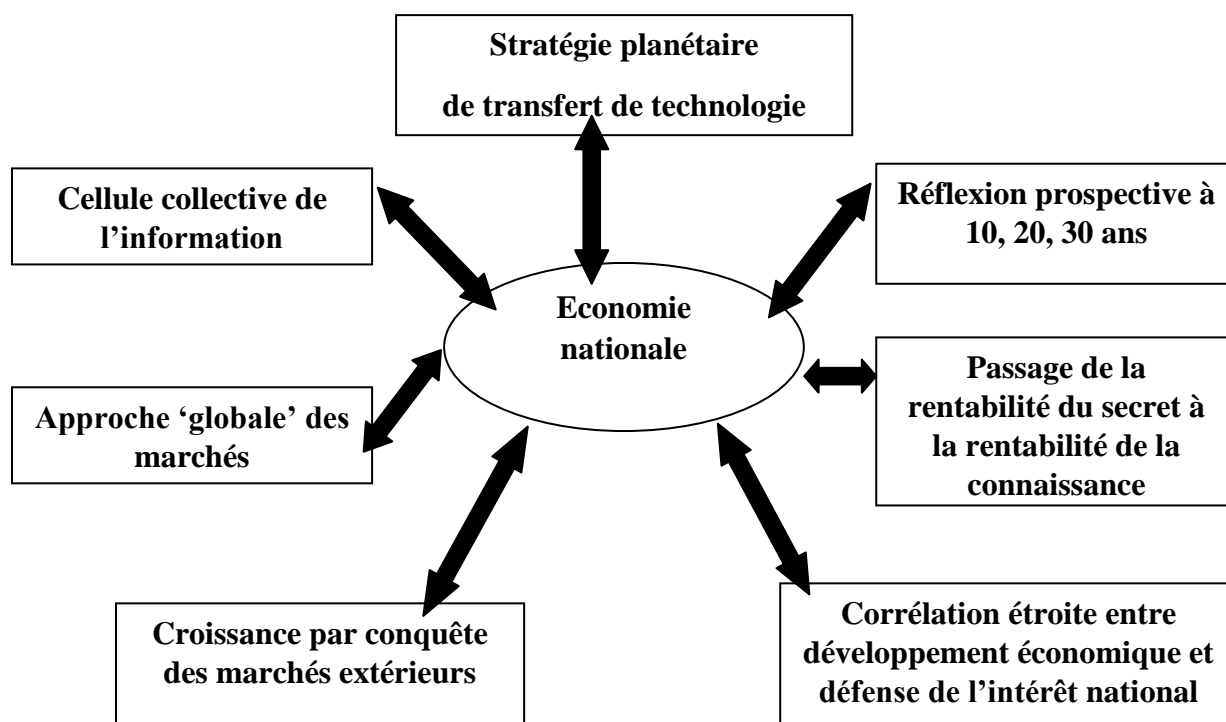 Stratégie planétaire
de transfert de technologie
Cellule collective de
l’information
Réflexion prospective à
10, 20, 30 ans
Economie
nationale
Approche ‘globale’ des
marchés
Passage de la
rentabilité du secret à
la rentabilité de la
connaissance
Croissance par conquête
des marchés extérieurs
Corrélation étroite entre
développement économique et
défense de l’intérêt national